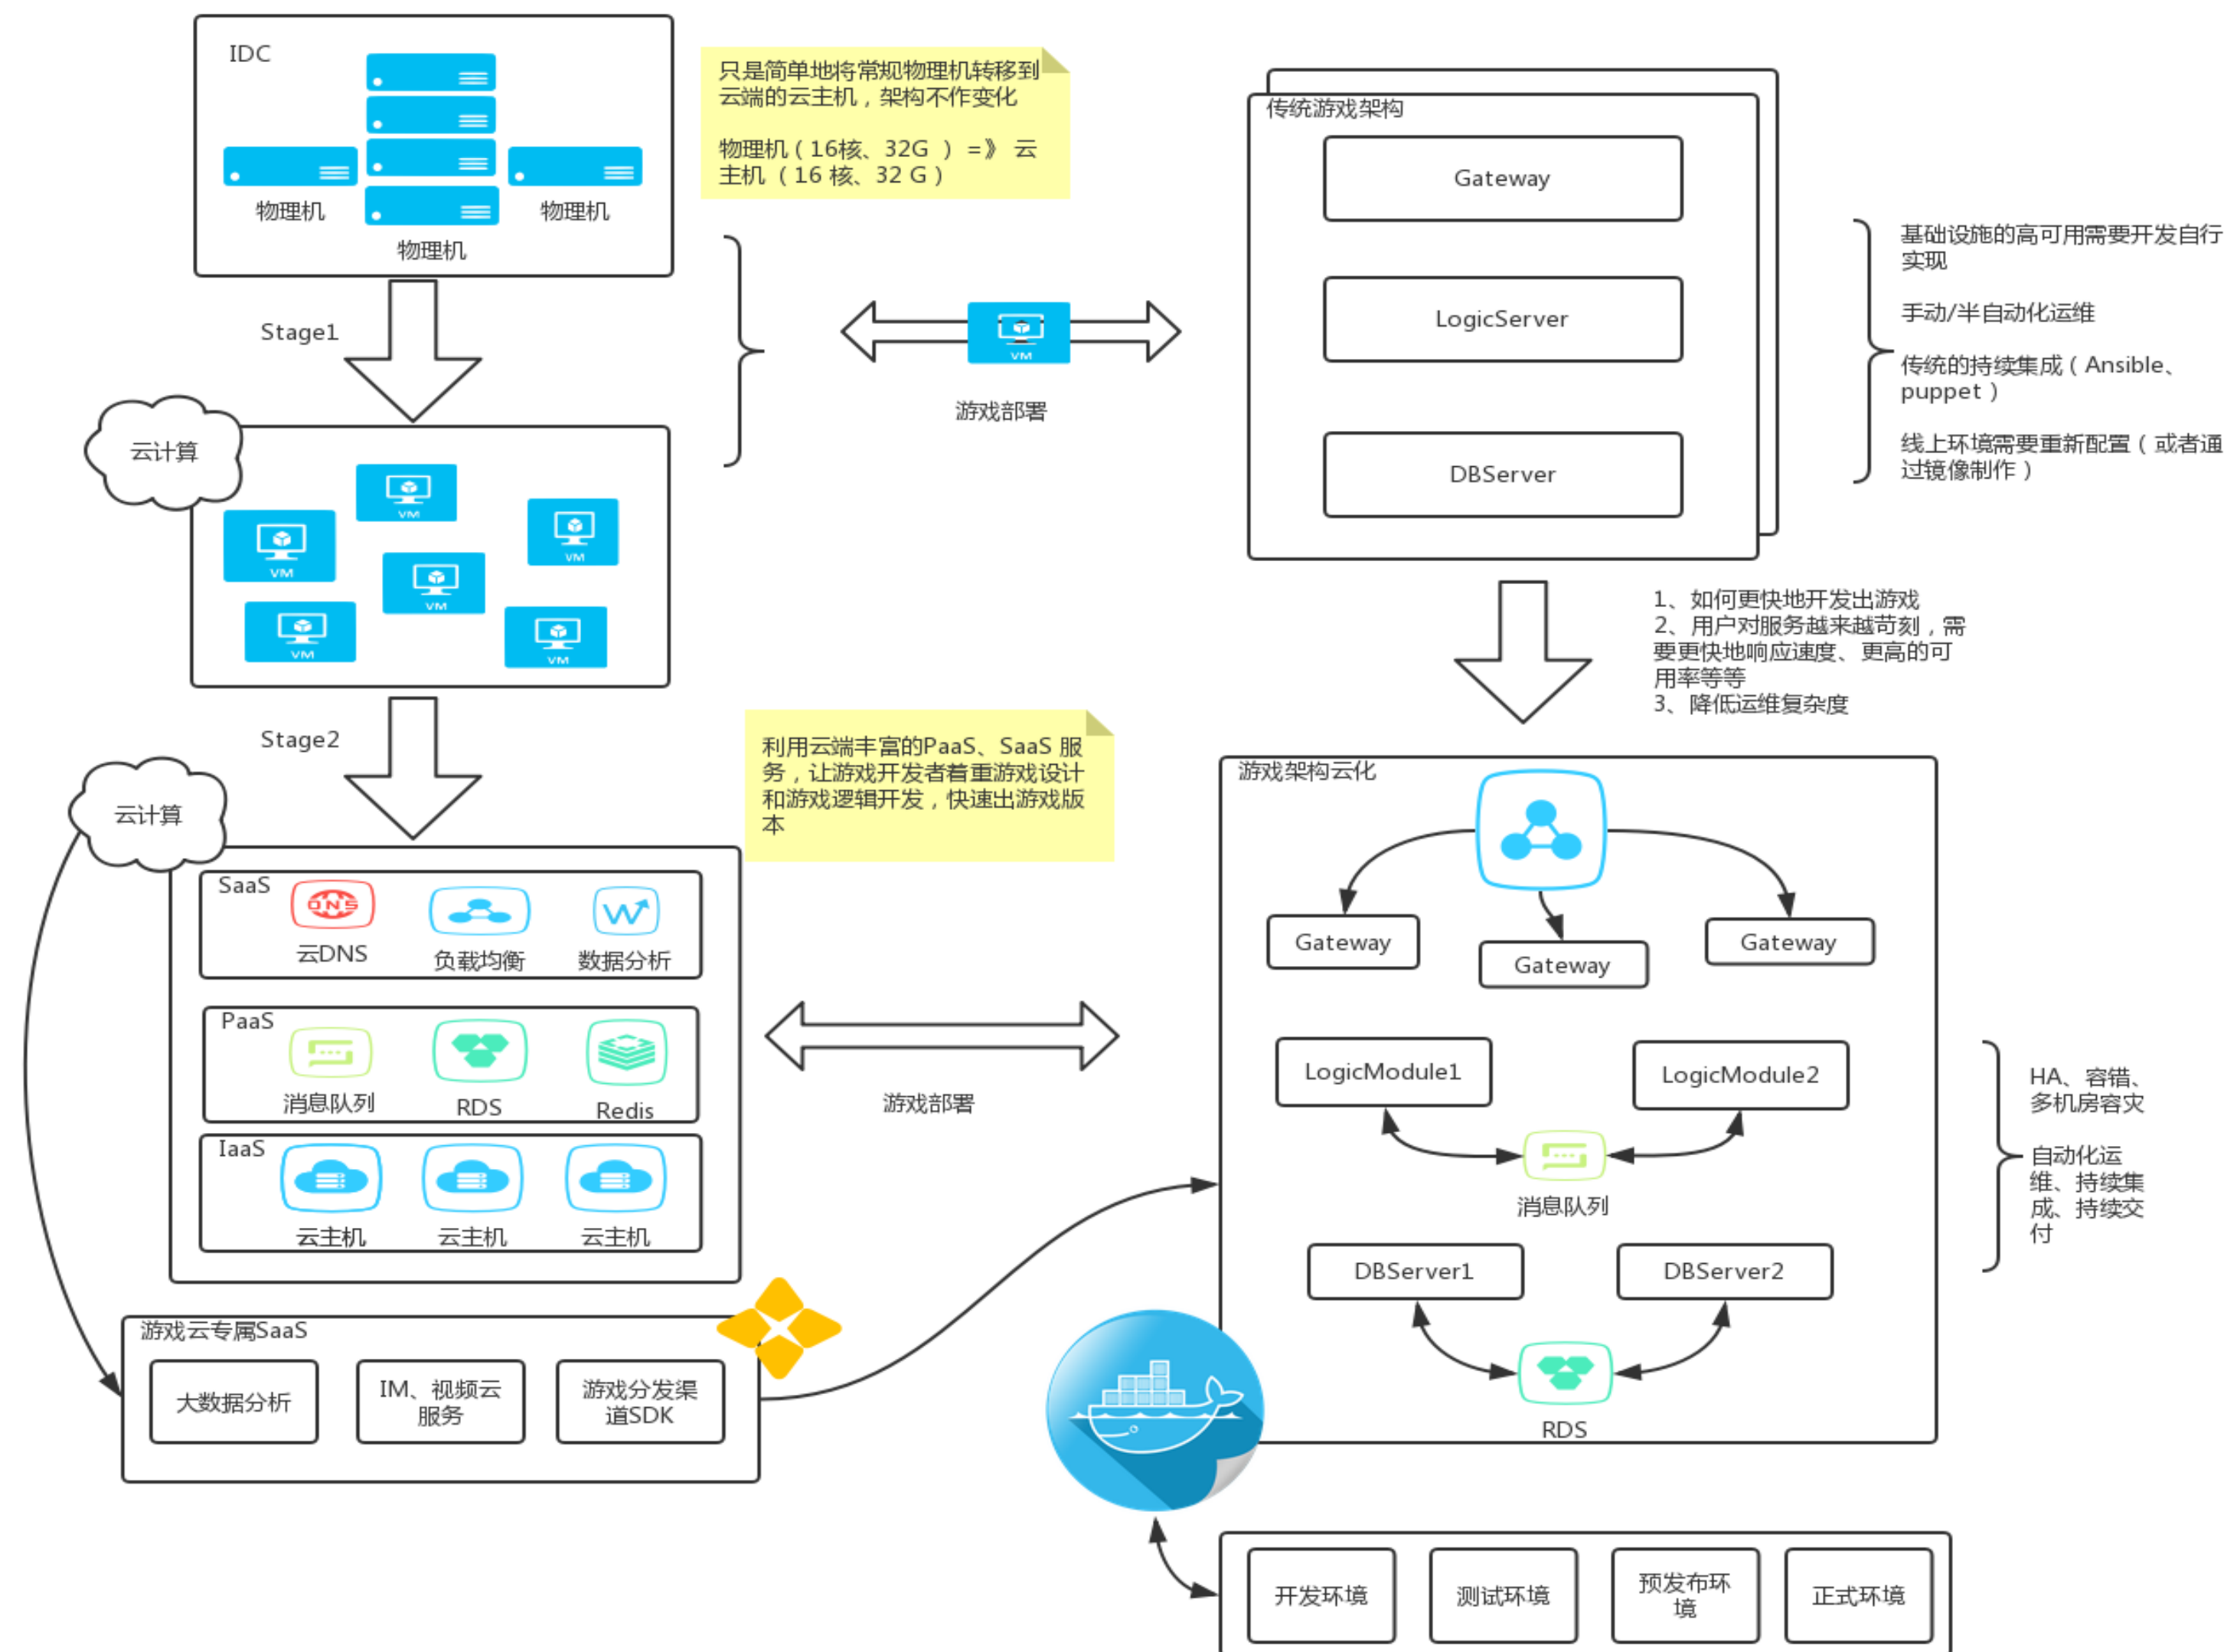 IDC
物理机
物理机
物理机
只是简单地将常规物理机转移到
云端的云主机，架构不作变化
物理机（16核、32G ） =》 云
主机 （16 核、32 G）
Stage1
云计算
VM
VM
VM
VM
VM
VM
VM
游戏部署
传统游戏架构
Gateway
LogicServer
DBServer
基础设施的高可用需要开发自行
实现
手动/半自动化运维
传统的持续集成（Ansible、
puppet）
线上环境需要重新配置（或者通
过镜像制作）
1、如何更快地开发出游戏
2、用户对服务越来越苛刻，需
要更快地响应速度、更高的可
用率等等
3、降低运维复杂度
Stage2
云计算
利用云端丰富的PaaS、SaaS 服
务，让游戏开发者着重游戏设计
和游戏逻辑开发，快速出游戏版
本
SaaS
DNS
云DNS
负载均衡
数据分析
PaaS
消息队列
RDS
Redis
IaaS
云主机
云主机
云主机
游戏部署
游戏云专属SaaS
大数据分析
IM、视频云
服务
游戏分发渠
道SDK
游戏架构云化
Gateway
Gateway
Gateway
LogicModule1
LogicModule2
消息队列
DBServer1
DBServer2
RDS
HA、容错、
多机房容灾
自动化运
维、持续集
成、持续交
付
开发环境
测试环境
预发布环
境
正式环境